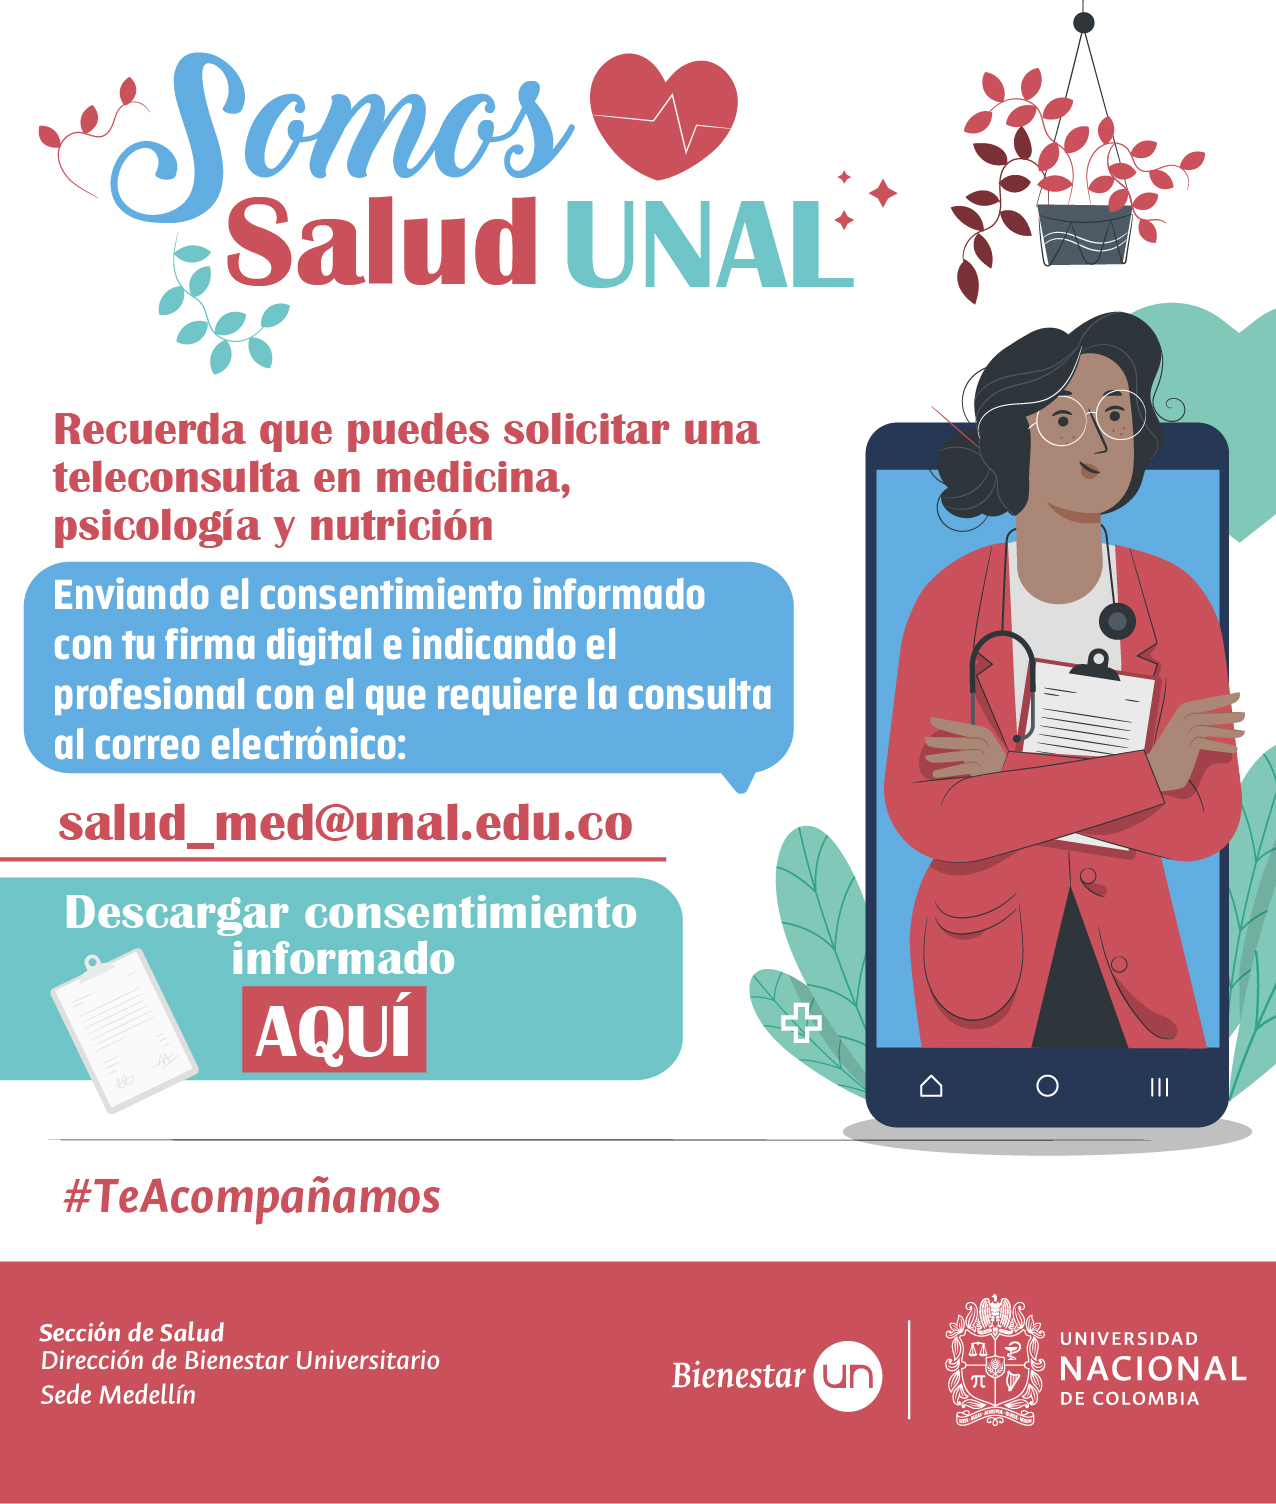 Somos
Salud UNAL
Recuerda que puedes solicitar una
teleconsulta en medicina,
psicología y nutrición
Enviando el consentimiento informado
con tu firma digital e indicando el
profesional con el que requiere la consulta
al correo electrónico:
salud_med@unal.edu.co
Descargar consentimiento
informado
AQUÍ
#TeAcompañamos
Sección de Salud
Dirección de Bienestar Universitario
Sede Medellín
Bienestar un
UNIVERSIDAD
NACIONAL
DE COLOMBIA